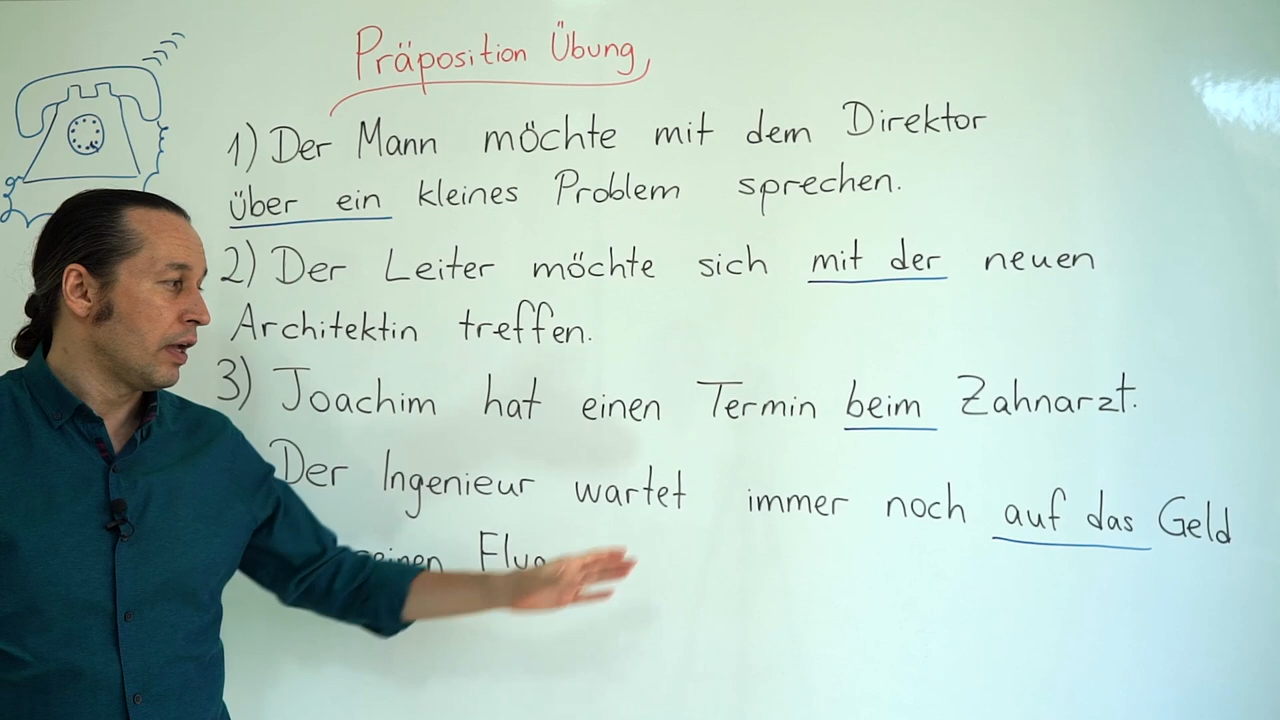 Präposition Übung
1) Der Mann möchte mit dem Direktor
über ein kleines Problem sprechen.
2) Der Leiter möchte sich mit der neuen
Architektin treffen.
3) Joachim hat einen Termin beim Zahnarzt.
Der Ingenieur wartet immer noch auf das Geld
Flug